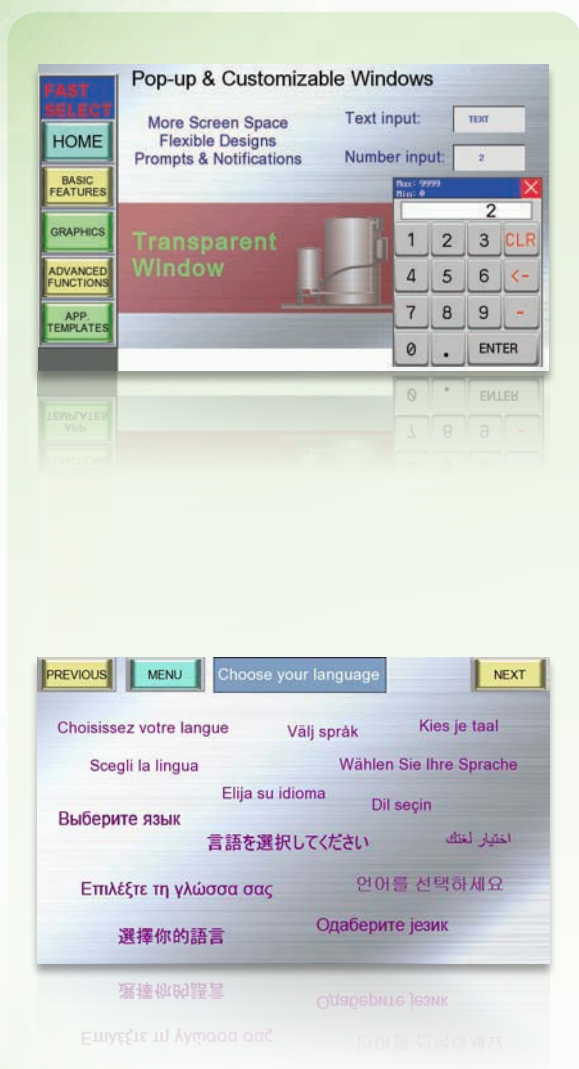 FAST
SELECT
HOME
BASIC
FEATURES
GRAPHICS
ADVANCED
FUNCTIONS
APP.
TEMPLATES
Pop-up & Customizable Windows
More Screen Space
Flexible Designs
Prompts & Notifications
Text input:
TEXT
Number input:
2
Transparent
Window
Max: 9999
Min: 0
X
2
1 2 3 CLR
4 5 6 <-
7 8 9 -
0 . ENTER
PREVIOUS
MENU
Choose your language
NEXT
Choisissez votre langue
Välj språk
Kies je taal
Scegli la lingua
Wählen Sie Ihre Sprache
Elija su idioma
Dil seçin
Выберите язык
言語を選択してください
اختيار لغتك
Επιλέξτε τη γλώσσα σας
언어를 선택하세요
選擇你的語言
Одаберите језик